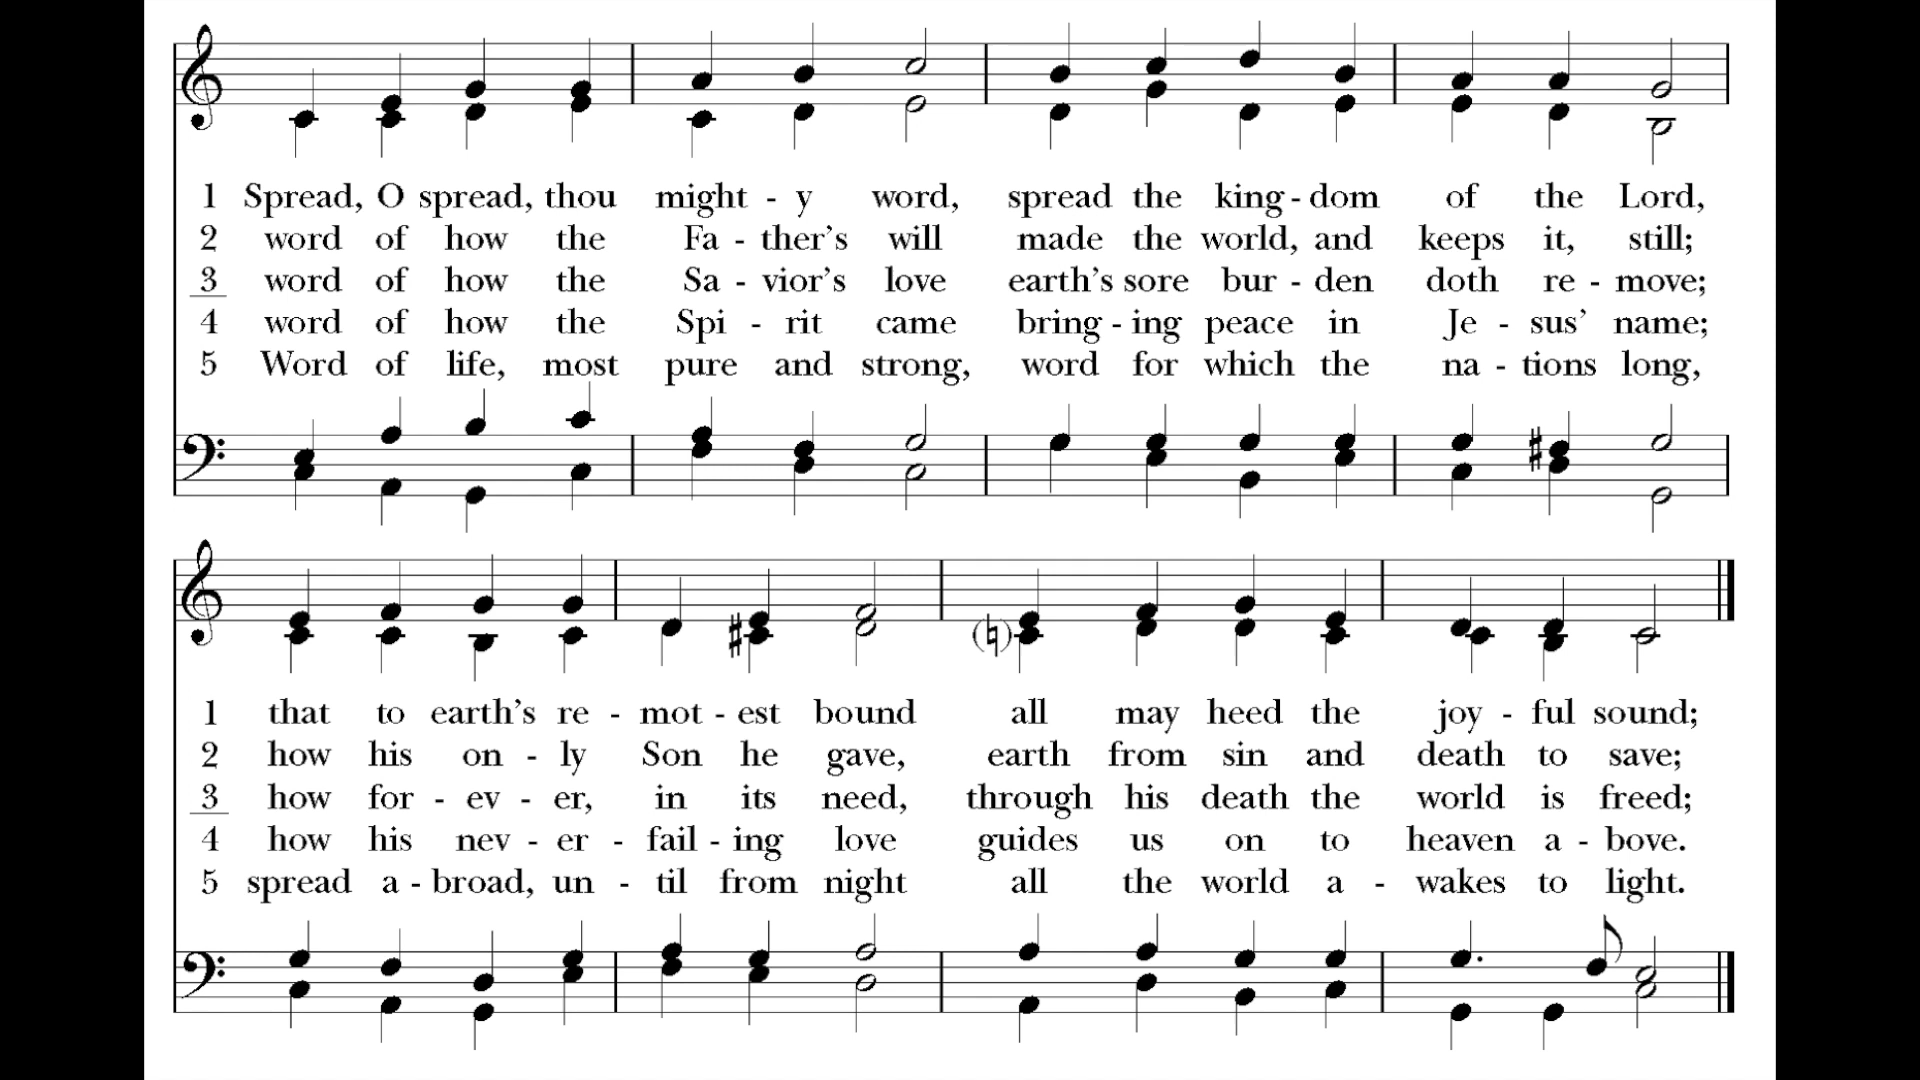 1 Spread, O spread, thou might - y word, spread the king - dom of the Lord,
2 word of how the Fa - ther’s will made the world, and keeps it, still;
3 word of how the Sa - vior’s love earth’s sore bur - den doth re - move;
4 word of how the Spi - rit came bring - ing peace in Je - sus’ name;
5 Word of life, most pure and strong, word for which the na - tions long,
1 that to earth’s re - mot - est bound all may heed the joy - ful sound;
2 how his on - ly Son he gave, earth from sin and death to save;
3 how for - ev - er, in its need, through his death the world is freed;
4 how his nev - er - fail - ing love guides us on to heaven a - bove.
5 spread a - broad, un - til from night all the world a - wakes to light.